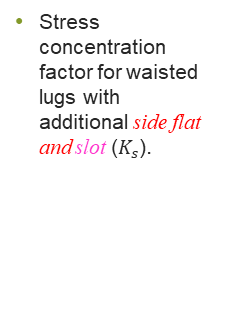 • Stress
concentration
factor for waisted
lugs with
additional side flat
and slot (Kₛ).